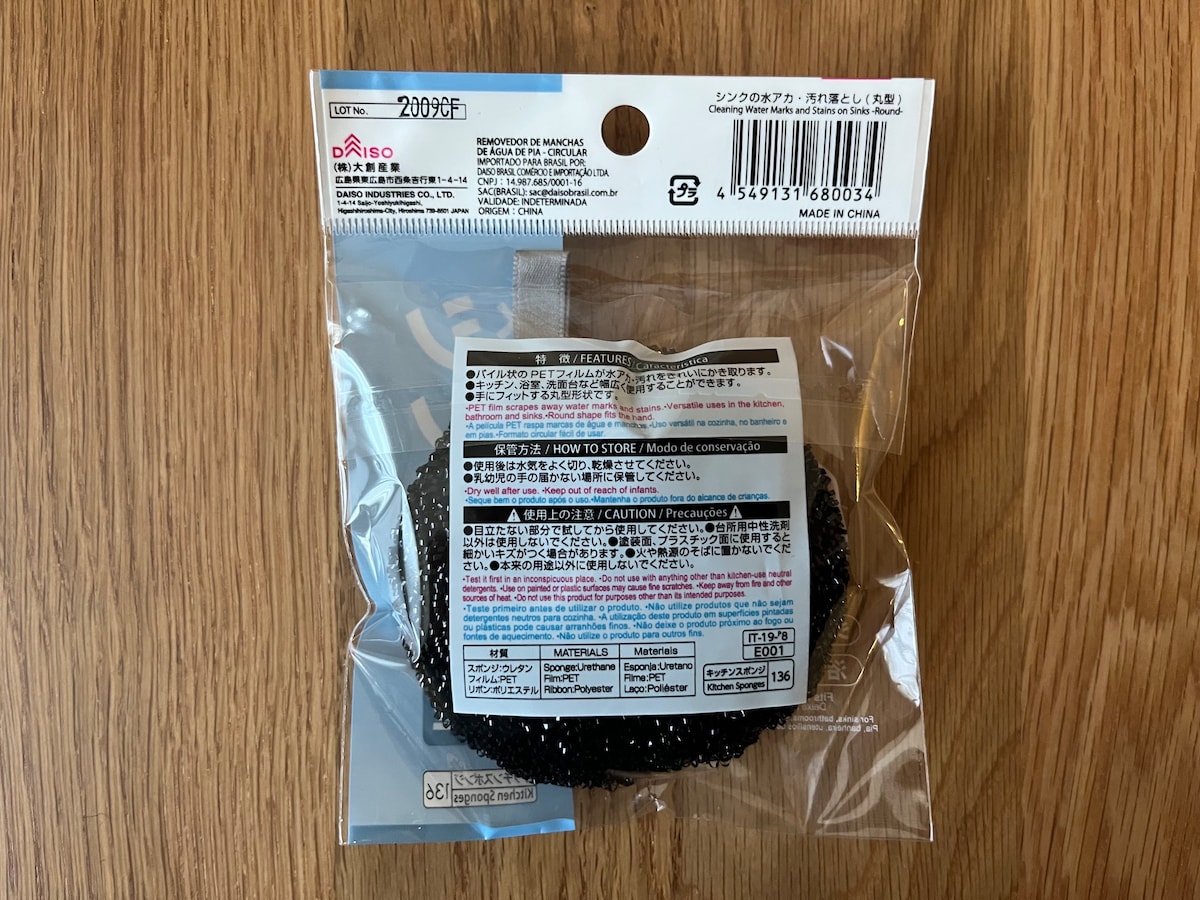 LOT No. 2009CF
DAISO
(株)大創産業
広島県東広島市西条吉行東1-4-14
DAISO INDUSTRIES CO., LTD.
1-4-14 Saijo-Yoshiyukihigashi,
Higashihiroshima-City, Hiroshima 739-8601 JAPAN
REMOVEDOR DE MANCHAS
DE ÁGUA DE PIA - CIRCULAR
IMPORTADO PARA BRASIL POR:
DAISO BRASIL COMÉRCIO E IMPORTAÇÃO LTDA.
CNPJ : 14.987.685/0001-16
SAC(BRASIL): sac@daisobrasil.com.br
VALIDADE: INDETERMINADA
ORIGEM : CHINA
シンクの水アカ・汚れ落とし(丸型)
Cleaning Water Marks and Stains on Sinks -Round-
プラ
4 549131 680034
MADE IN CHINA
特 徴 / FEATURES / Característica
●パイル状のPETフィルムが水アカ・汚れをきれいにかき取ります。
●キッチン、浴室、洗面台など幅広く使用することができます。
●手にフィットする丸型形状です。
•PET film scrapes away water marks and stains. •Versatile uses in the kitchen,
bathroom and sinks. •Round shape fits the hand.
•A película PET raspa marcas de água e manchas. •Uso versátil na cozinha, no banheiro e
em pias. •Formato circular fácil de usar.
保管方法 / HOW TO STORE / Modo de conservação
●使用後は水気をよく切り、乾燥させてください。
●乳幼児の手の届かない場所に保管してください。
•Dry well after use. •Keep out of reach of infants.
•Seque bem o produto após o uso. •Mantenha o produto fora do alcance de crianças.
使用上の注意 / CAUTION / Precauções
●目立たない部分で試してから使用してください。●台所用中性洗剤
以外は使用しないでください。●塗装面、プラスチック面に使用すると
細かいキズがつく場合があります。●火や熱源のそばに置かないでくだ
さい。●本来の用途以外に使用しないでください。
•Test it first in an inconspicuous place. •Do not use with anything other than kitchen-use neutral
detergents. •Use on painted or plastic surfaces may cause fine scratches. •Keep away from fire and other
sources of heat. •Do not use this product for purposes other than its intended purposes.
•Teste primeiro antes de utilizar o produto. •Não utilize produtos que não sejam
detergentes neutros para cozinha. •A utilização deste produto em superfícies pintadas
ou plásticas pode causar arranhões finos. •Não deixe o produto próximo ao fogo ou
fontes de aquecimento. •Não utilize o produto para outros fins.
IT-19-'8
E001
材質 MATERIALS Materiais
スポンジ:ウレタン Sponge:Urethane Esponja:Uretano
フィルム:PET Film:PET Filme:PET
リボン:ポリエステル Ribbon:Polyester Laço:Poliéster
キッチンスポンジ
Kitchen Sponges 136
浴
For sinks, bathrooms
キッチンスポンジ
Kitchen Sponges 136